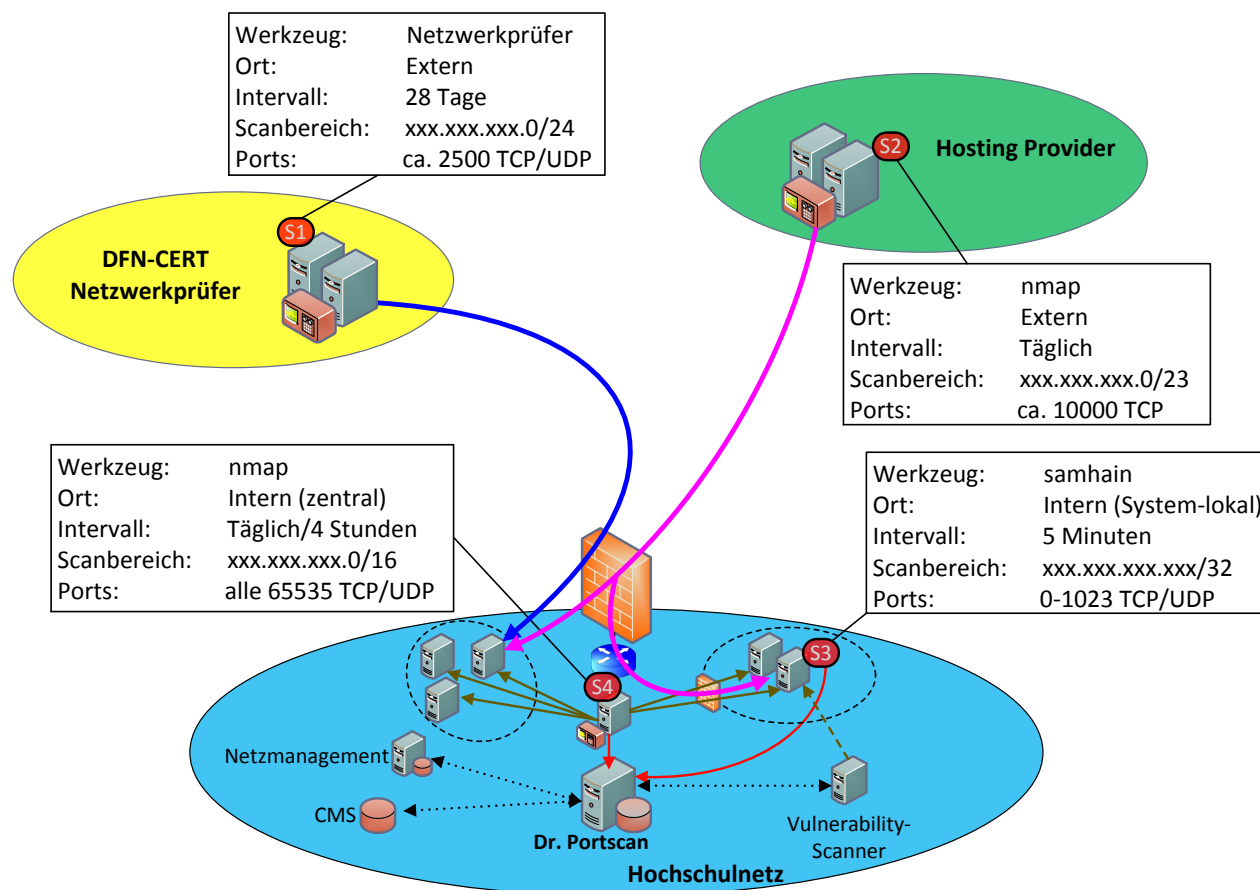 Werkzeug: Netzwerkprüfer
Ort: Extern
Intervall: 28 Tage
Scanbereich: xxx.xxx.xxx.0/24
Ports: ca. 2500 TCP/UDP
S1
DFN-CERT
Netzwerkprüfer
S2
Hosting Provider
Werkzeug: nmap
Ort: Extern
Intervall: Täglich
Scanbereich: xxx.xxx.xxx.0/23
Ports: ca. 10000 TCP
Werkzeug: nmap
Ort: Intern (zentral)
Intervall: Täglich/4 Stunden
Scanbereich: xxx.xxx.xxx.0/16
Ports: alle 65535 TCP/UDP
Werkzeug: samhain
Ort: Intern (System-lokal)
Intervall: 5 Minuten
Scanbereich: xxx.xxx.xxx.xxx/32
Ports: 0-1023 TCP/UDP
S3
S4
Netzmanagement
CMS
Dr. Portscan
Vulnerability-
Scanner
Hochschulnetz